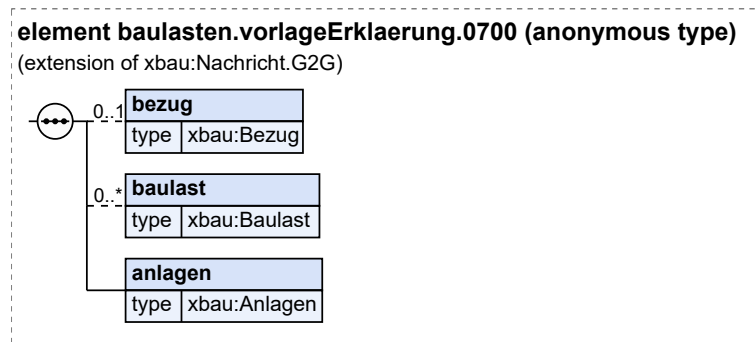 element baulasten.vorlageErklaerung.0700 (anonymous type)
(extension of xbau:Nachricht.G2G)
0..1
bezug
type xbau:Bezug
0..*
baulast
type xbau:Baulast
anlagen
type xbau:Anlagen